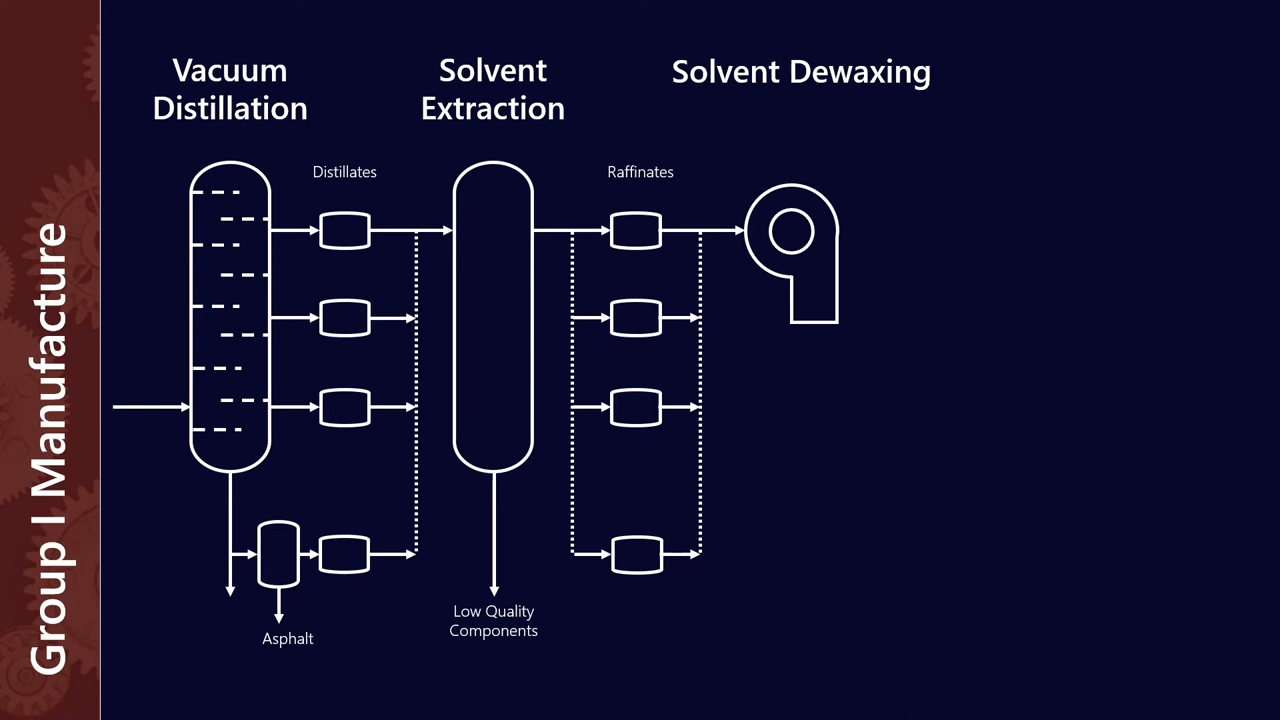 Group I Manufacture
Vacuum
Distillation
Solvent
Extraction
Solvent Dewaxing
Distillates
Raffinates
Low Quality
Components
Asphalt